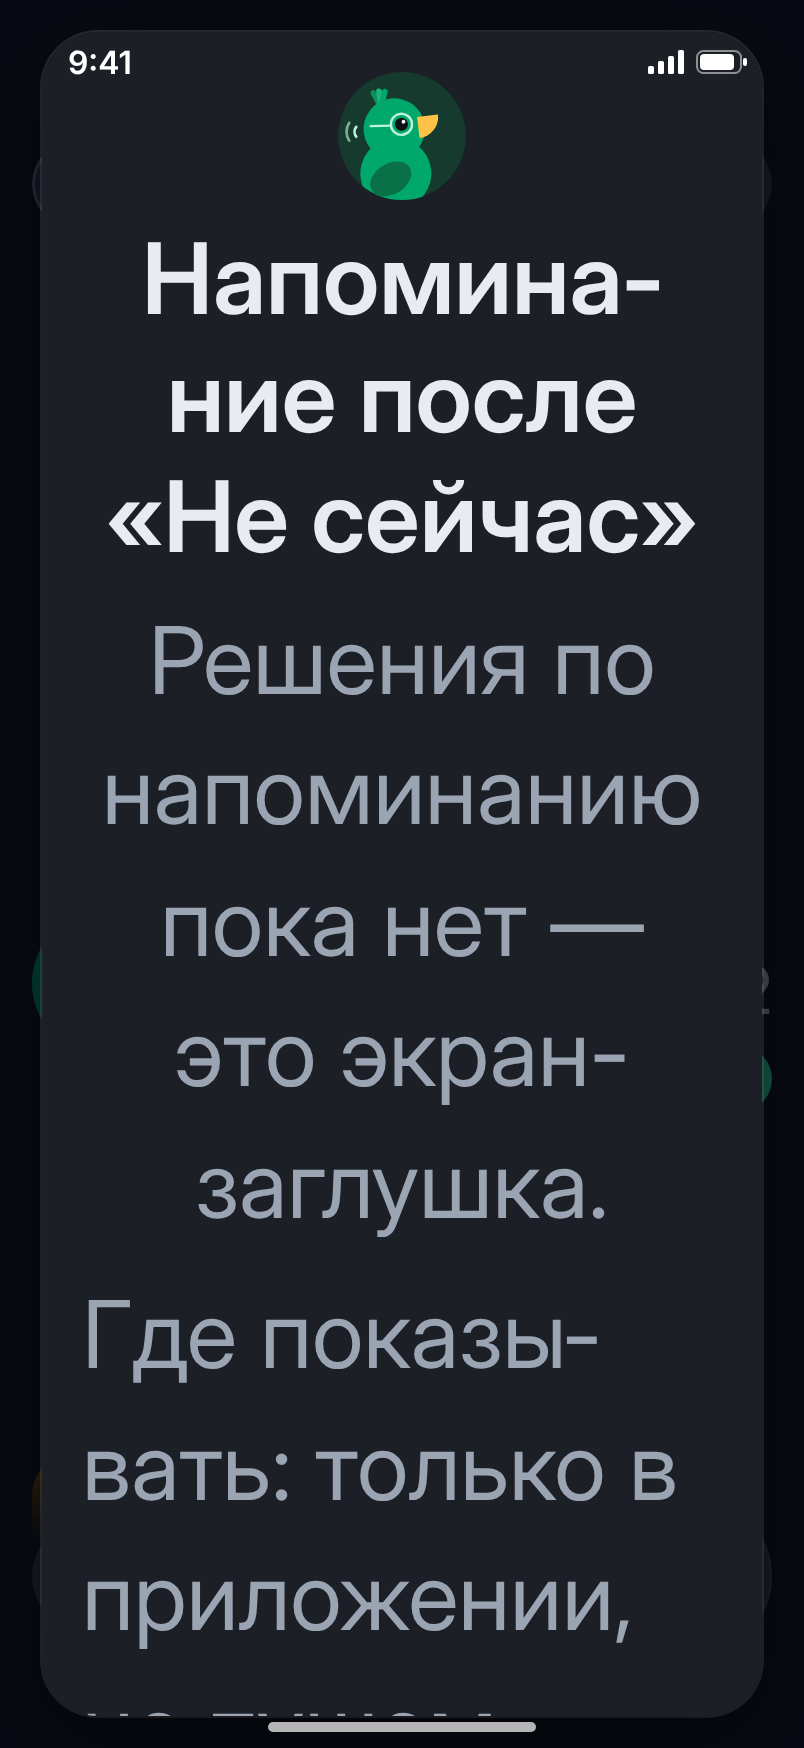 9:41
Напомина-
ние после
«Не сейчас»
Решения по
напоминанию
пока нет —
это экран-
заглушка.
Где показы-
вать: только в
приложении,